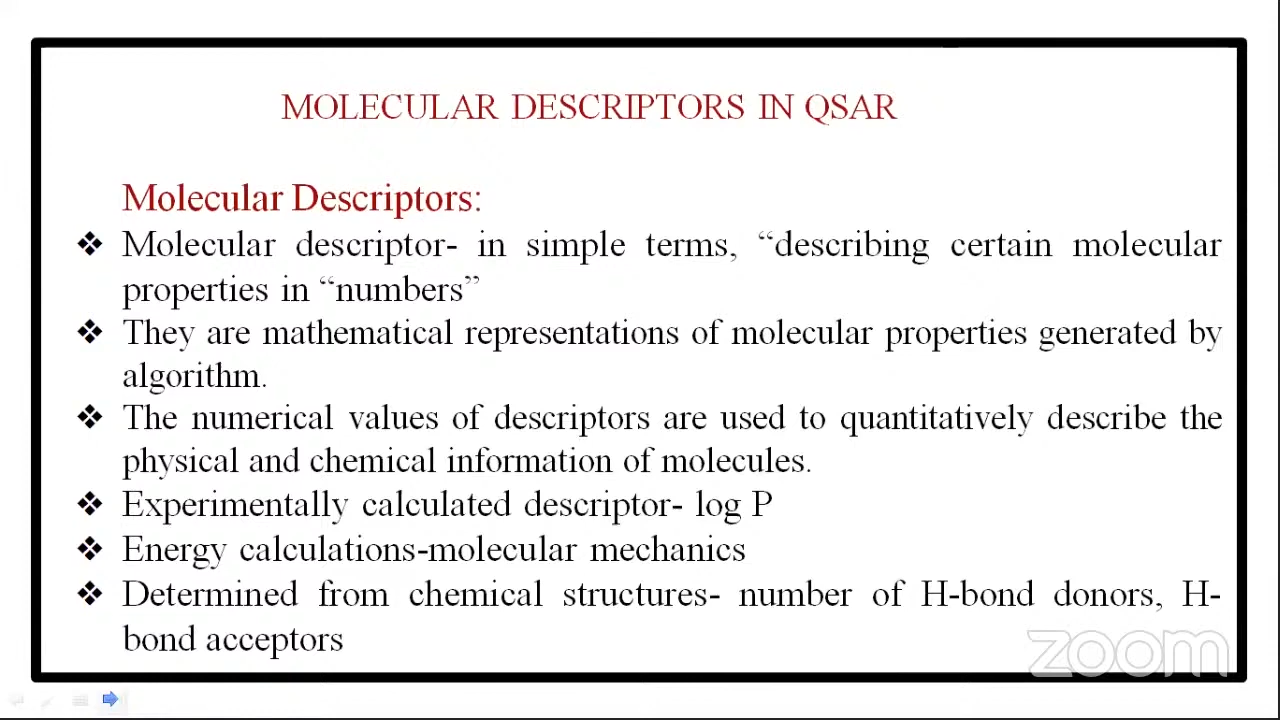 MOLECULAR DESCRIPTORS IN QSAR
Molecular Descriptors:
❖ Molecular descriptor- in simple terms, “describing certain molecular
properties in “numbers”
❖ They are mathematical representations of molecular properties generated by
algorithm.
❖ The numerical values of descriptors are used to quantitatively describe the
physical and chemical information of molecules.
❖ Experimentally calculated descriptor- log P
❖ Energy calculations-molecular mechanics
❖ Determined from chemical structures- number of H-bond donors, H-
bond acceptors
zoom